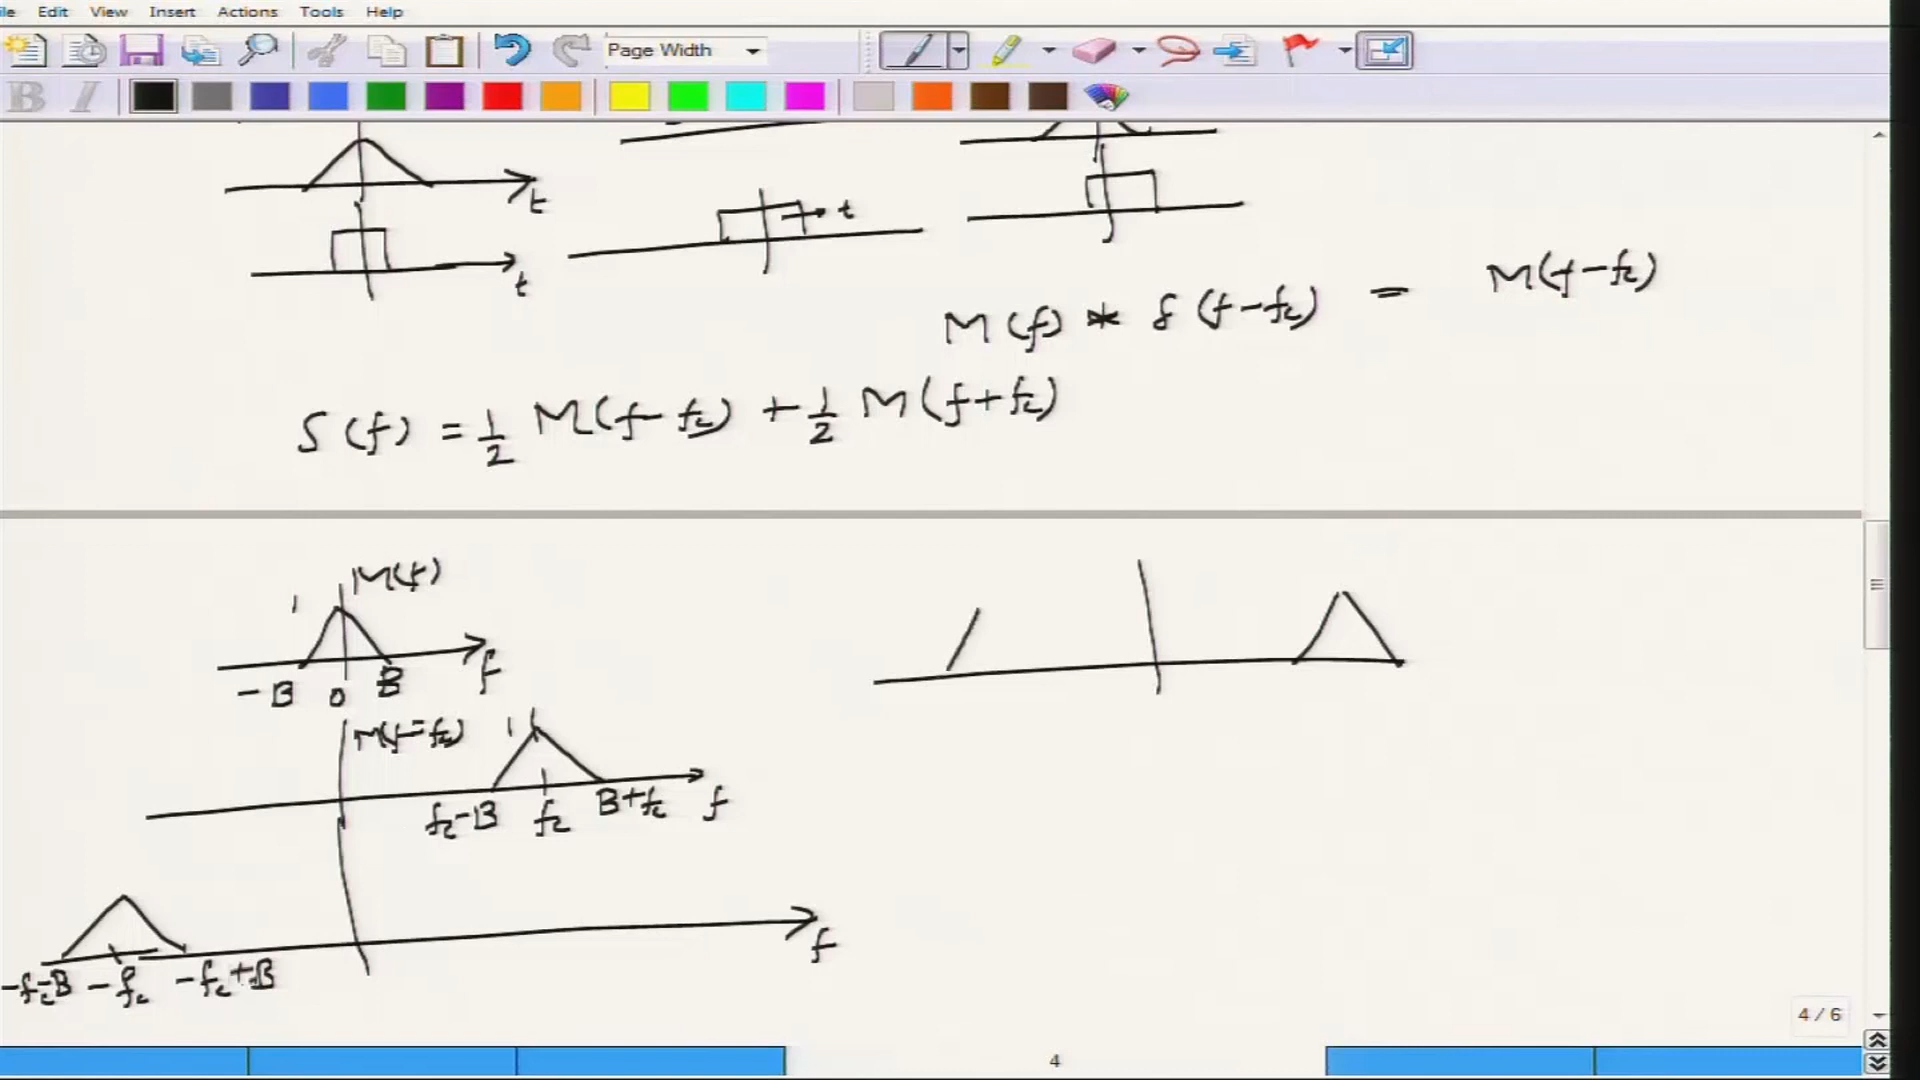 Edit View Insert Actions Tools Help
Page Width
B I
t
t
t
M(f) * δ(f-fc) = M(f-fc)
S(f) = 1/2 M(f-fc) + 1/2 M(f+fc)
M(f)
1
-B 0 B f
M(f-fc) 1
fc-B fc B+fc f
f
-fc-B -fc -fc+B
4 / 6
4